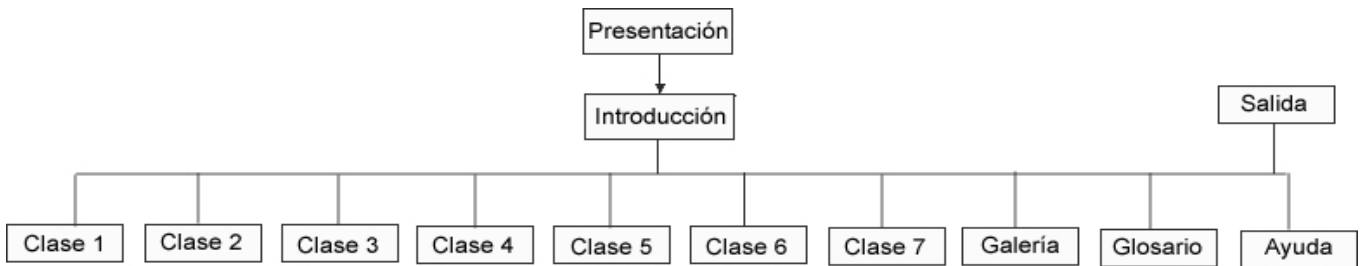 Presentación
Introducción
Salida
Clase 1
Clase 2
Clase 3
Clase 4
Clase 5
Clase 6
Clase 7
Galería
Glosario
Ayuda